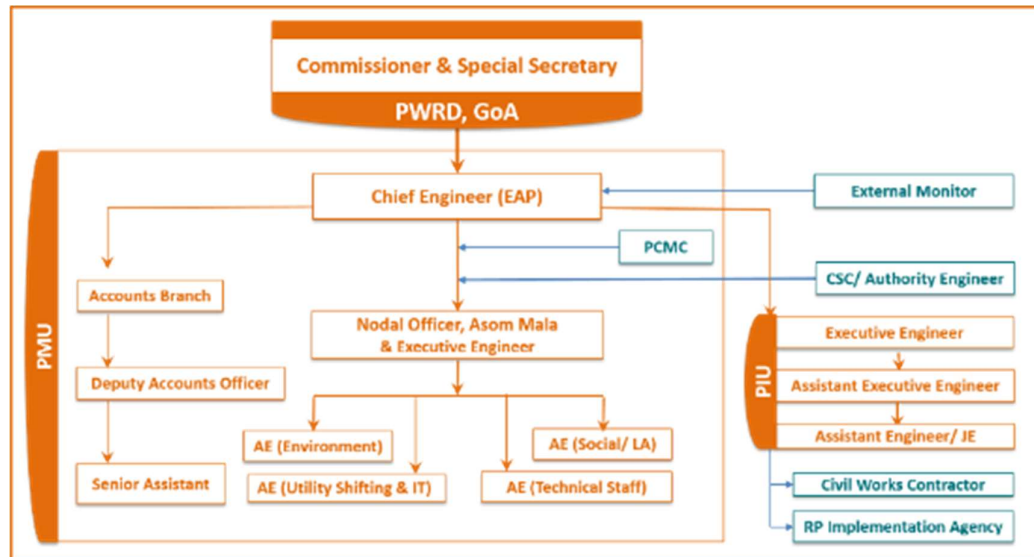 Commissioner & Special Secretary
PWRD, GoA
PMU
Chief Engineer (EAP)
External Monitor
PCMC
CSC/ Authority Engineer
Accounts Branch
Nodal Officer, Asom Mala
& Executive Engineer
Deputy Accounts Officer
Senior Assistant
AE (Environment)
AE (Social/ LA)
AE (Utility Shifting & IT)
AE (Technical Staff)
PIU
Executive Engineer
Assistant Executive Engineer
Assistant Engineer/ JE
Civil Works Contractor
RP Implementation Agency